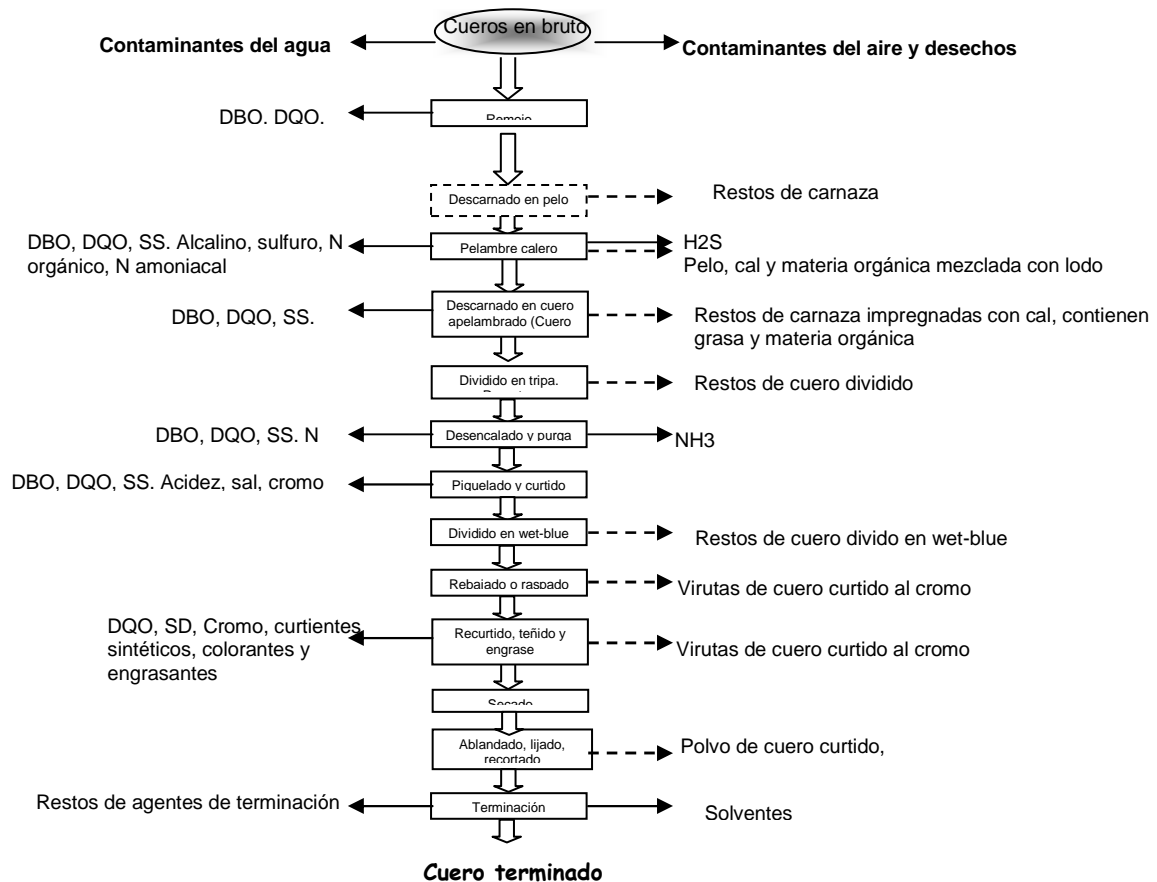 Cueros en bruto
Contaminantes del agua
Contaminantes del aire y desechos
DBO. DQO.
Remojo
Descarnado en pelo
Restos de carnaza
DBO, DQO, SS. Alcalino, sulfuro, N
orgánico, N amoniacal
Pelambre calero
H2S
Pelo, cal y materia orgánica mezclada con lodo
DBO, DQO, SS.
Descarnado en cuero
apelambrado (Cuero
Restos de carnaza impregnadas con cal, contienen
grasa y materia orgánica
Dividido en tripa.
Restos de cuero dividido
DBO, DQO, SS. N
Desencalado y purga
NH3
DBO, DQO, SS. Acidez, sal, cromo
Piquelado y curtido
Dividido en wet-blue
Restos de cuero divido en wet-blue
Rebajado o raspado
Virutas de cuero curtido al cromo
DQO, SD, Cromo, curtientes
sintéticos, colorantes y
engrasantes
Recurtido, teñido y
engrase
Virutas de cuero curtido al cromo
Secado
Ablandado, lijado,
recortado
Polvo de cuero curtido,
Restos de agentes de terminación
Terminación
Solventes
Cuero terminado